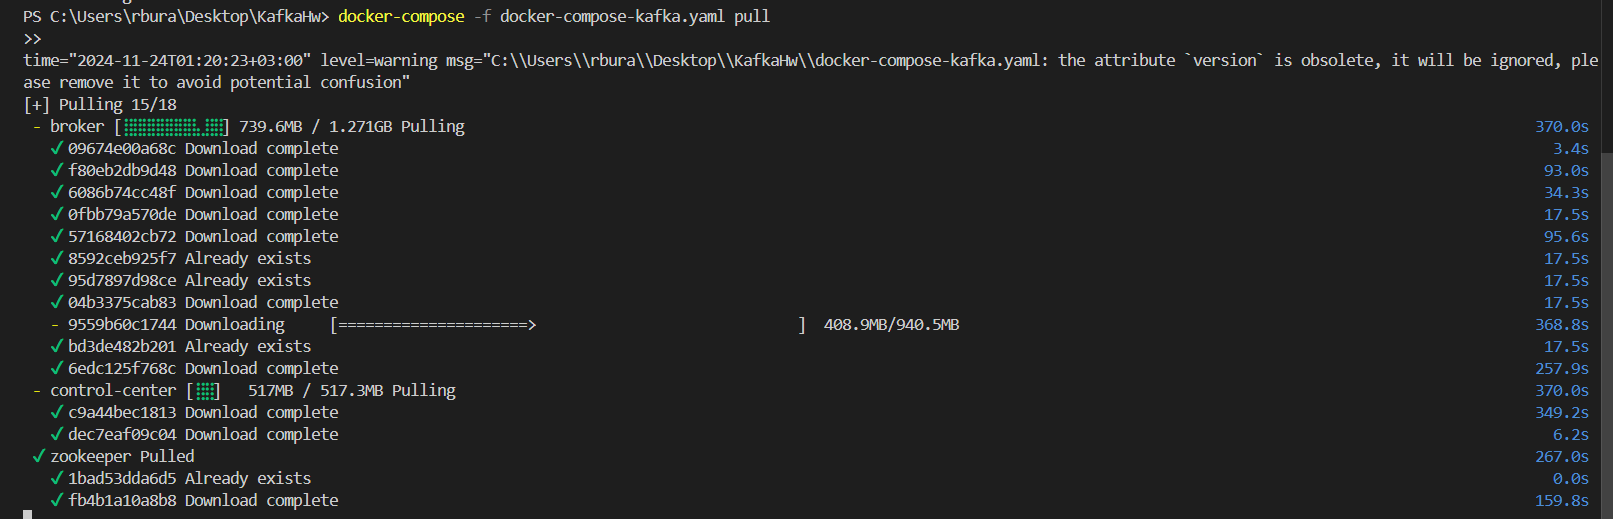 PS C:\Users\rbura\Desktop\KafkaHw> docker-compose -f docker-compose-kafka.yaml pull
>>
time="2024-11-24T01:20:23+03:00" level=warning msg="C:\\Users\\rbura\\Desktop\\KafkaHw\\docker-compose-kafka.yaml: the attribute `version` is obsolete, it will be ignored, ple
ase remove it to avoid potential confusion"
[+] Pulling 15/18
- broker [⣿⣿⣿⣿⣿⣿⣿⣿⣀⣿⣿] 739.6MB / 1.271GB Pulling 370.0s
✔ 09674e00a68c Download complete 3.4s
✔ f80eb2db9d48 Download complete 93.0s
✔ 6086b74cc48f Download complete 34.3s
✔ 0fbb79a570de Download complete 17.5s
✔ 57168402cb72 Download complete 95.6s
✔ 8592ceb925f7 Already exists 17.5s
✔ 95d7897d98ce Already exists 17.5s
✔ 04b3375cab83 Download complete 17.5s
- 9559b60c1744 Downloading [=====================> ] 408.9MB/940.5MB 368.8s
✔ bd3de482b201 Already exists 17.5s
✔ 6edc125f768c Download complete 257.9s
- control-center [⣿⣿] 517MB / 517.3MB Pulling 370.0s
✔ c9a44bec1813 Download complete 349.2s
✔ dec7eaf09c04 Download complete 6.2s
✔ zookeeper Pulled 267.0s
✔ 1bad53dda6d5 Already exists 0.0s
✔ fb4b1a10a8b8 Download complete 159.8s